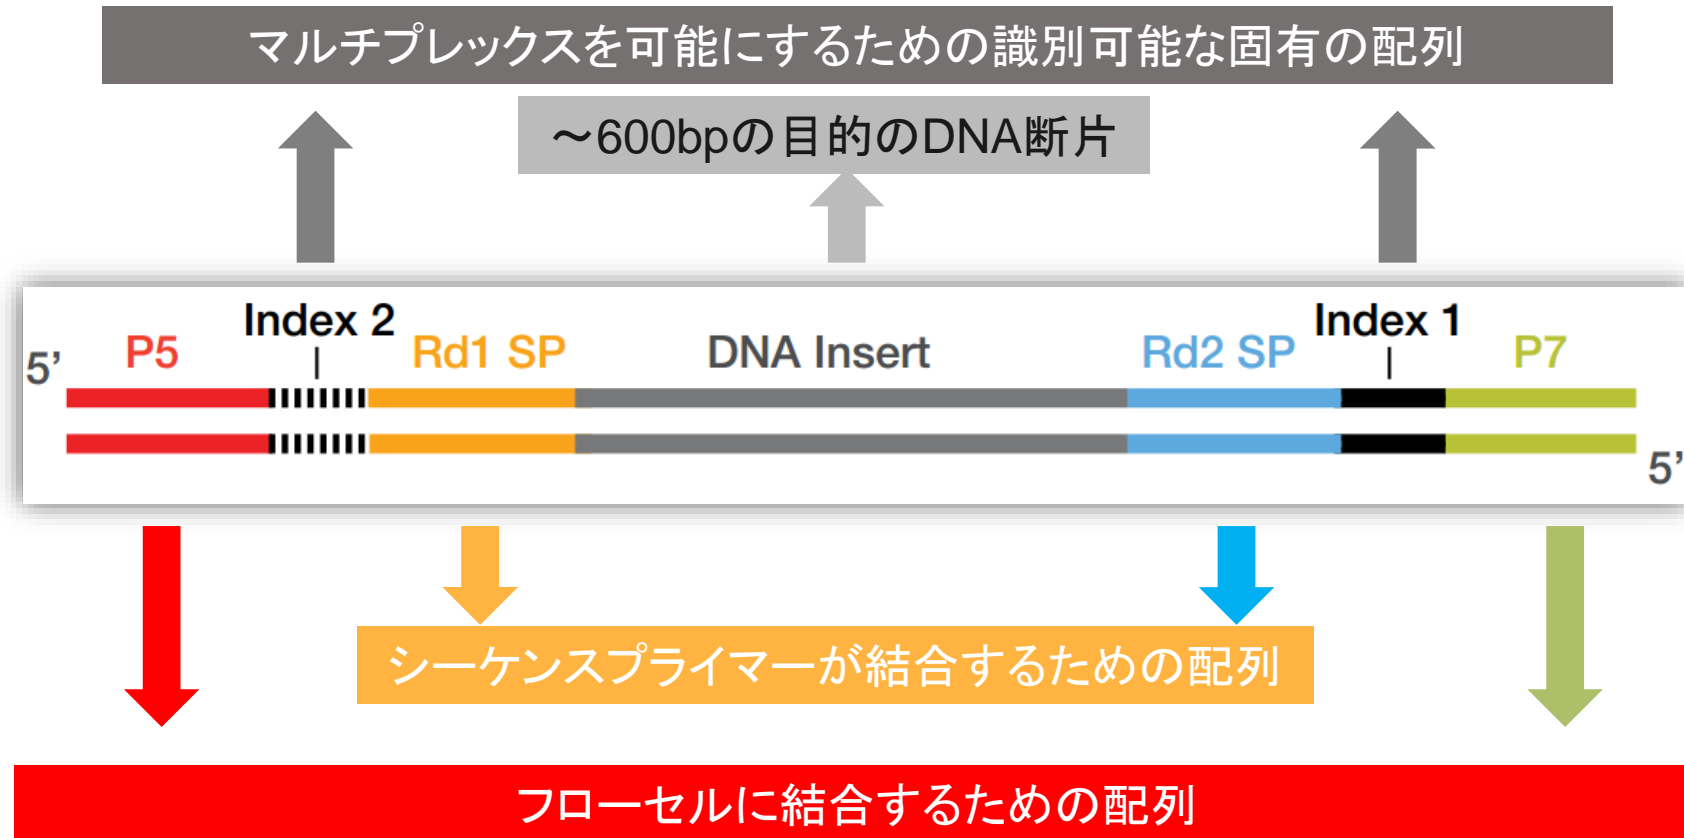 マルチプレックスを可能にするための識別可能な固有の配列
～600bpの目的のDNA断片
Index 2
Index 1
5’ P5 Rd1 SP DNA Insert Rd2 SP P7
5’
シーケンスプライマーが結合するための配列
フローセルに結合するための配列